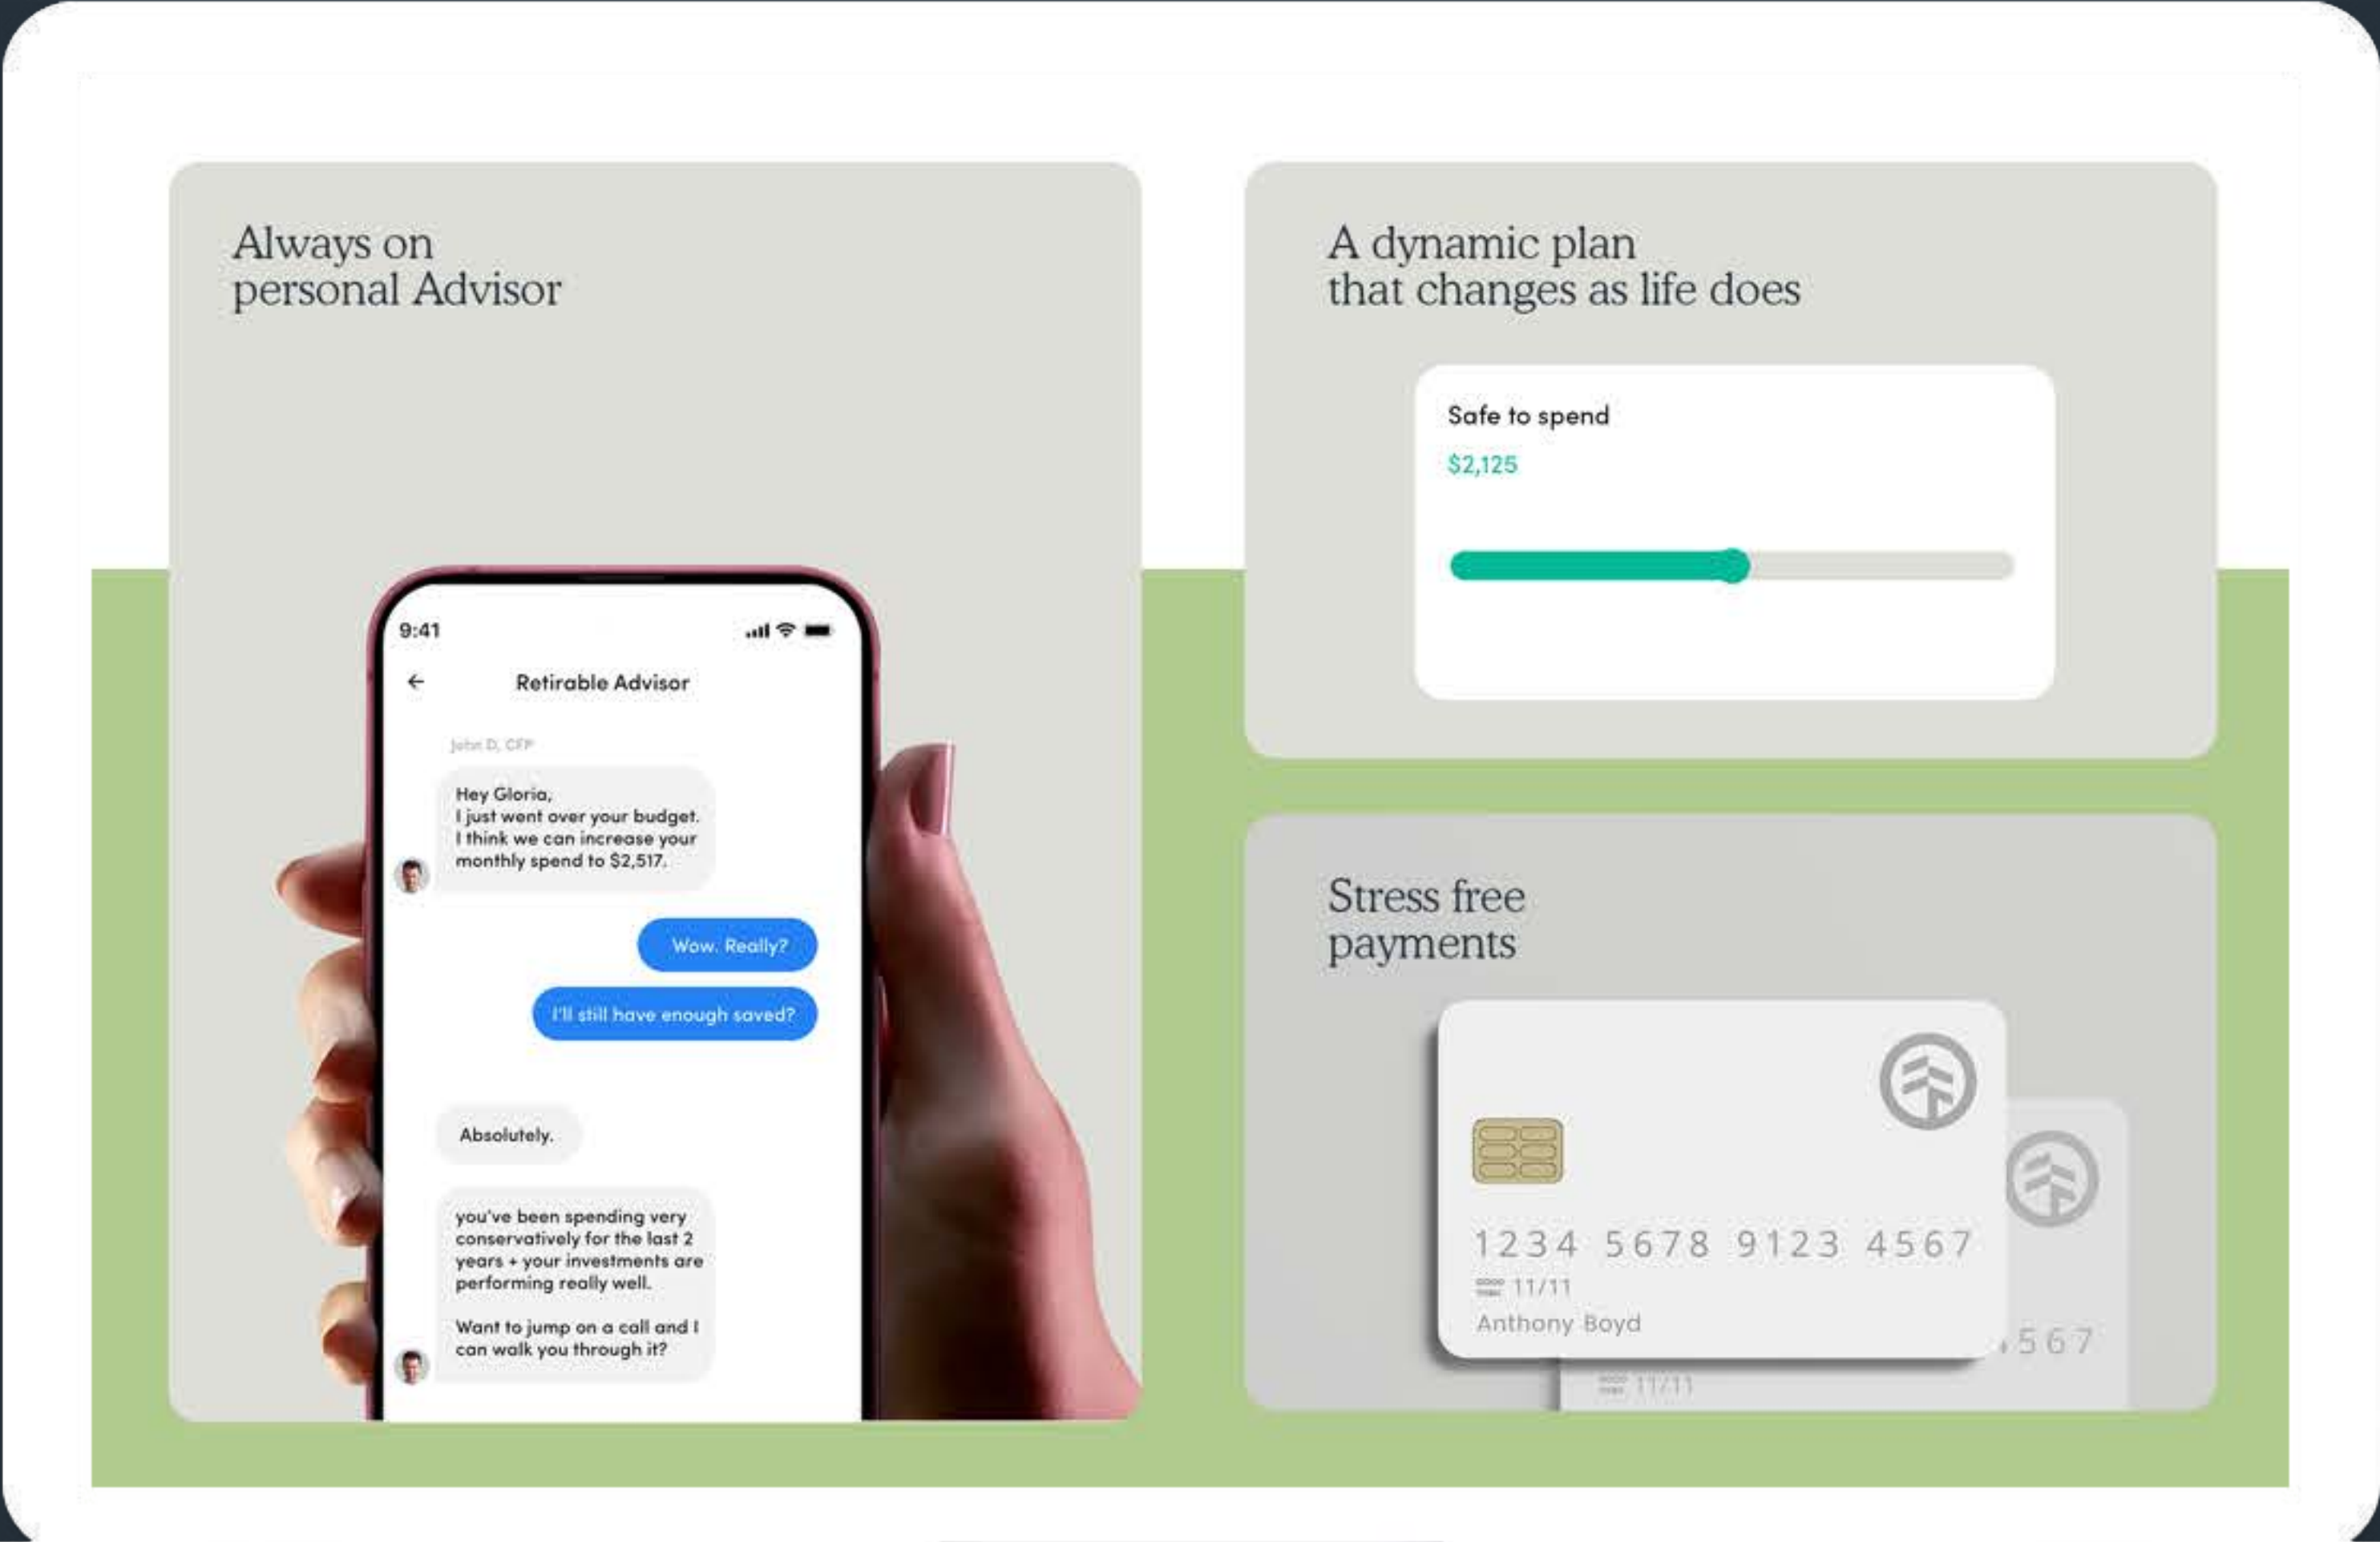 Always on
personal Advisor
9:41
Retirable Advisor
John D, CFP
Hey Gloria,
I just went over your budget.
I think we can increase your
monthly spend to $2,517.
Wow. Really?
I'll still have enough saved?
Absolutely.
you've been spending very
conservatively for the last 2
years + your investments are
performing really well.
Want to jump on a call and I
can walk you through it?
A dynamic plan
that changes as life does
Safe to spend
$2,125
Stress free
payments
1234 5678 9123 4567
11/11
Anthony Boyd
567
11/11